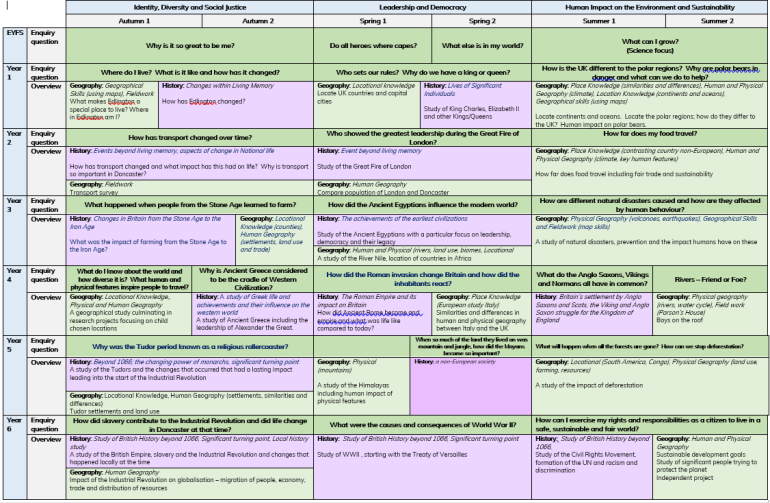 Identity, Diversity and Social Justice
Leadership and Democracy
Human Impact on the Environment and Sustainability
Autumn 1
Autumn 2
Spring 1
Spring 2
Summer 1
Summer 2
EYFS
Enquiry
question
Why is it so great to be me?
Do all heroes where capes?
What else is in my world?
What can I grow?
(Science focus)
Year
1
Enquiry
question
Where do I live? What is it like and how has it changed?
Who sets our rules? Why do we have a king or queen?
How is the UK different to the polar regions? Why are polar bears in
danger and what can we do to help?
Overview
Geography: Geographical
Skills (using maps), Fieldwork
What makes Edlington a
special place to live? Where
in Edlington am I?
History: Changes within Living Memory
How has Edlington changed?
Geography: Locational Knowledge
Locate UK countries and capital
cities
History: Lives of Significant
Individuals
Study of King Charles, Elizabeth II
and other Kings/Queens
Geography: Place Knowledge (similarities and differences), Human and
Physical Geography (climate), Location Knowledge (continents and oceans),
Geographical skills (using maps)
Locate continents and oceans. Locate the polar regions; how do they differ to
the UK? Human impact on polar bears.
Year
2
Enquiry
question
How has transport changed over time?
Who showed the greatest leadership during the Great Fire of
London?
How far does my food travel?
Overview
History: Events beyond living memory, aspects of change in National life
How has transport changed and what impact has this had on life? Why is transport
so important in Doncaster?
Geography: Fieldwork
Transport survey
History: Event beyond living memory
Study of the Great Fire of London
Geography: Human Geography
Compare population of London and Doncaster
Geography: Place Knowledge (contrasting country non-European), Human and
Physical Geography (climate, key human features)
How far does food travel including fair trade and sustainability
Year
3
Enquiry
question
What happened when people from the Stone Age learned to farm?
How did the Ancient Egyptians influence the modern world?
How are different natural disasters caused and how are they affected
by human behaviour?
Overview
History: Changes in Britain from the Stone Age to the
Iron Age
What was the impact of farming from the Stone Age to
the Iron Age?
Geography: Locational
Knowledge (counties),
Human Geography
(settlements, land use
and trade)
History: The achievements of the earliest civilizations
Study of the Ancient Egyptians with a particular focus on leadership,
democracy and their legacy
Geography: Human and Physical (rivers, land use, biomes, Locational
A study of the River Nile, location of countries in Africa
Geography: Physical Geography (volcanoes, earthquakes), Geographical Skills
and Fieldwork (map skills)
A study of natural disasters, prevention and the impact humans have on these
Year
4
Enquiry
question
What do I know about the world and
how diverse it is? What human and
physical features inspire people to travel?
Why is Ancient Greece considered
to be the cradle of Western
Civilization?
How did the Roman invasion change Britain and how did the
inhabitants react?
What do the Anglo Saxons, Vikings
and Normans all have in common?
Rivers – Friend or Foe?
Overview
Geography: Locational Knowledge,
Physical and Human Geography
A geographical study culminating in
research projects focusing on child
chosen locations
History: A study of Greek life and
achievements and their influence on the
western world
A study of Ancient Greece including the
leadership of Alexander the Great.
History: The Roman Empire and its
impact on Britain
How did Ancient Rome become and
empire and what was life like
compared to today?
Geography: Place Knowledge
(European study Italy)
Similarities and differences in
human and physical geography
between Italy and the UK
History: Britain's settlement by Anglo
Saxons and Scots, the Viking and Anglo
Saxon struggle for the Kingdom of
England
Geography: Physical geography
(rivers, water cycle), Field work
(Parson's House)
Boys on the roof
Year
5
Enquiry
question
Why was the Tudor period known as a religious rollercoaster?
When so much of the land they lived on was
mountain and jungle, how did the Mayans
become so important?
What will happen when all the forests are gone? How can we stop deforestation?
Overview
History: Beyond 1066, the changing power of monarchs, significant turning point
A study of the Tudors and the changes that occurred that had a lasting impact
leading into the start of the Industrial Revolution
Geography: Locational Knowledge, Human Geography (settlements, similarities and
differences)
Tudor settlements and land use
Geography: Physical
(mountains)
A study of the Himalayas
including human impact of
physical features
History: a non-European society
Geography: Locational (South America, Congo), Physical Geography (land use,
farming, resources)
A study of the impact of deforestation
Year
6
Enquiry
question
How did slavery contribute to the Industrial Revolution and did life change
in Doncaster at that time?
What were the causes and consequences of World War II?
How can I exercise my rights and responsibilities as a citizen to live in a
safe, sustainable and fair world?
Overview
History: Study of British History beyond 1066, Significant turning point, Local history
study
A study of the British Empire, slavery and the Industrial Revolution and changes that
happened locally at the time
Geography: Human Geography
Impact of the Industrial Revolution on globalisation – migration of people, economy,
trade and distribution of resources
History: Study of British History beyond 1066, Significant turning point
Study of WWII , starting with the Treaty of Versailles
History: Study of British History beyond
1066.
Study of the Civil Rights Movement,
formation of the UN and racism and
discrimination
Geography: Human and Physical
Geography
Sustainable development goals
Study of significant people trying to
protect the planet
Independent project